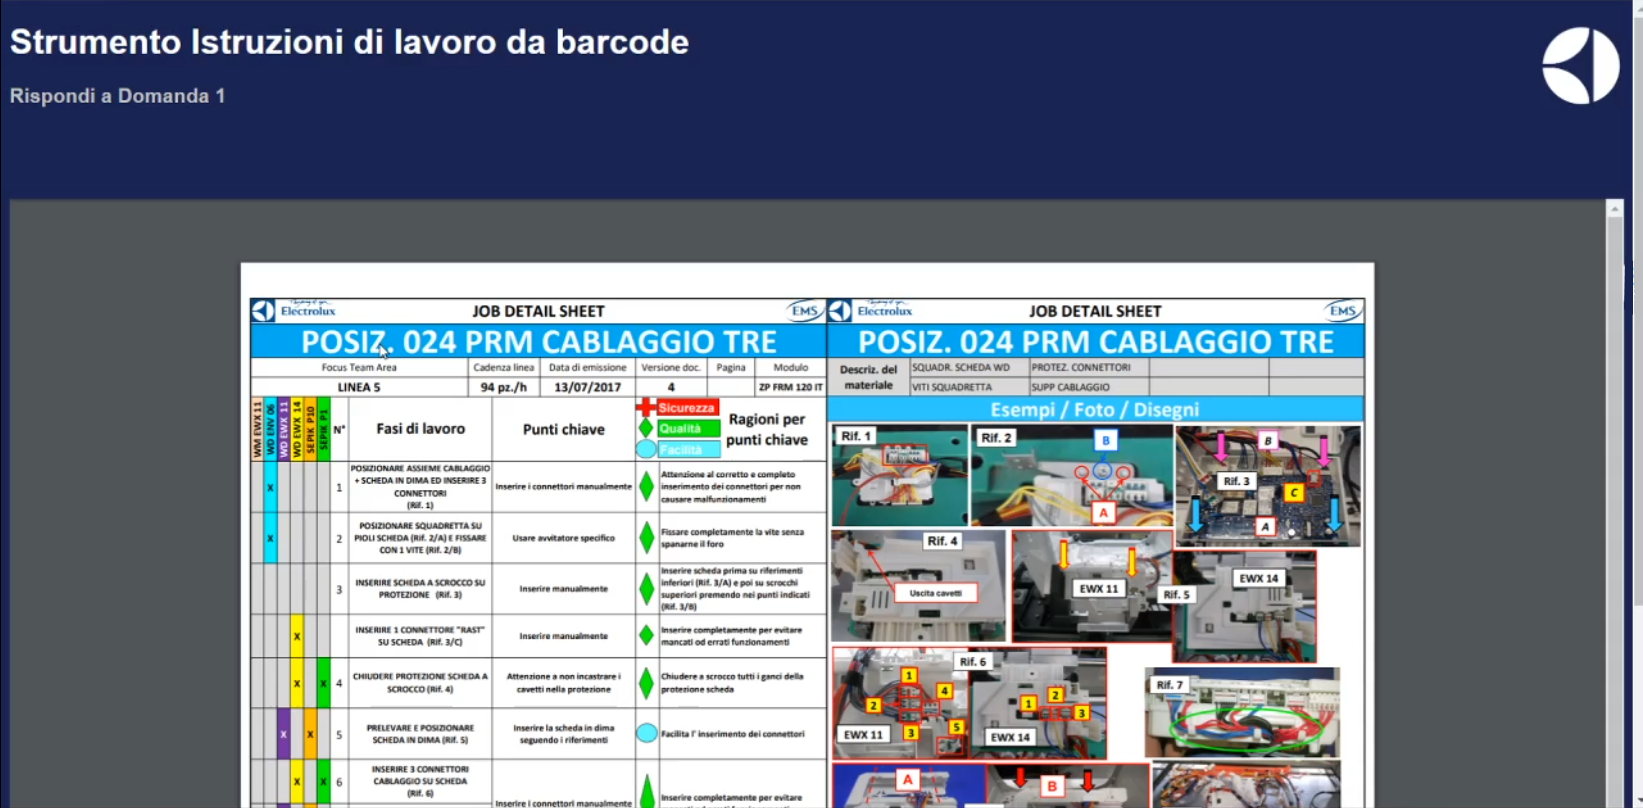 Strumento Istruzioni di lavoro da barcode
Rispondi a Domanda 1
Electrolux
JOB DETAIL SHEET
EMS
POSIZ. 024 PRM CABLAGGIO TRE
Focus Team Area
Cadenza linea
Data di emissione
Versione doc.
Pagina
Modulo
LINEA 5
94 pz./h
13/07/2017
4
ZP FRM 120 IT
WM EWX 11
WD ENV 06
WD EWX 11
WD EWX 14
SEPIK P10
SEPIK P1
N°
Fasi di lavoro
Punti chiave
Sicurezza
Qualità
Facilità
Ragioni per
punti chiave
X
1
POSIZIONARE ASSIEME CABLAGGIO
+ SCHEDA IN DIMA ED INSERIRE 3
CONNETTORI
(Rif. 1)
Inserire i connettori manualmente
Attenzione al corretto e completo
inserimento dei connettori per non
causare malfunzionamenti
X
2
POSIZIONARE SQUADRETTA SU
PIOLI SCHEDA (Rif. 2/A) E FISSARE
CON 1 VITE (Rif. 2/B)
Usare avvitatore specifico
Fissare completamente la vite senza
spanarne il foro
3
INSERIRE SCHEDA A SCROCCO SU
PROTEZIONE (Rif. 3)
Inserire manualmente
Inserire scheda prima su riferimenti
inferiori (Rif. 3/A) e poi su scrocchi
superiori premendo nei punti indicati
(Rif. 3/B)
X
INSERIRE 1 CONNETTORE "RAST"
SU SCHEDA (Rif. 3/C)
Inserire manualmente
Inserire completamente per evitare
mancati od errati funzionamenti
X
X
4
CHIUDERE PROTEZIONE SCHEDA A
SCROCCO (Rif. 4)
Attenzione a non incastrare i
cavetti nella protezione
Chiudere a scrocco tutti i ganci della
protezione scheda
X
X
5
PRELEVARE E POSIZIONARE
SCHEDA IN DIMA (Rif. 5)
Inserire la scheda in dima
seguendo i riferimenti
Facilita l' inserimento dei connettori
X
X
6
INSERIRE 3 CONNETTORI
CABLAGGIO SU SCHEDA
(Rif. 6)
Inserire i connettori manualmente
Inserire completamente per evitare
Electrolux
JOB DETAIL SHEET
EMS
POSIZ. 024 PRM CABLAGGIO TRE
Descriz. del
materiale
SQUADR. SCHEDA WD
PROTEZ. CONNETTORI
VITI SQUADRETTA
SUPP CABLAGGIO
Esempi / Foto / Disegni
Rif. 1
Rif. 2
B
A
Rif. 3
B
C
A
Rif. 4
Uscita cavetti
EWX 11
Rif. 5
EWX 14
Rif. 6
1
2
3
4
5
EWX 11
1
2
3
EWX 14
Rif. 7
A
B